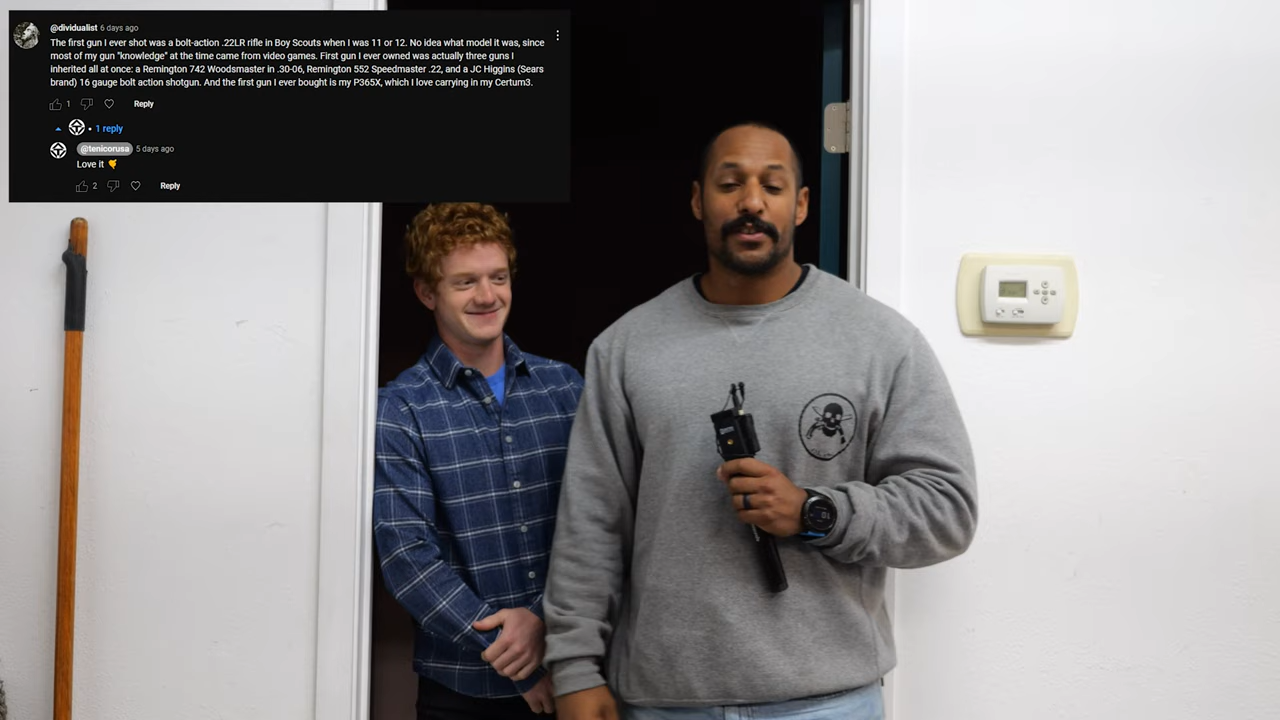 @dividualist 6 days ago
The first gun I ever shot was a bolt-action .22LR rifle in Boy Scouts when I was 11 or 12. No idea what model it was, since
most of my gun "knowledge" at the time came from video games. First gun I ever owned was actually three guns I
inherited all at once: a Remington 742 Woodsmaster in .30-06, Remington 552 Speedmaster .22, and a JC Higgins (Sears
brand) 16 gauge bolt action shotgun. And the first gun I ever bought is my P365X, which I love carrying in my Certum3.
1 Reply
• 1 reply
@tenicorusa 5 days ago
Love it
2 Reply